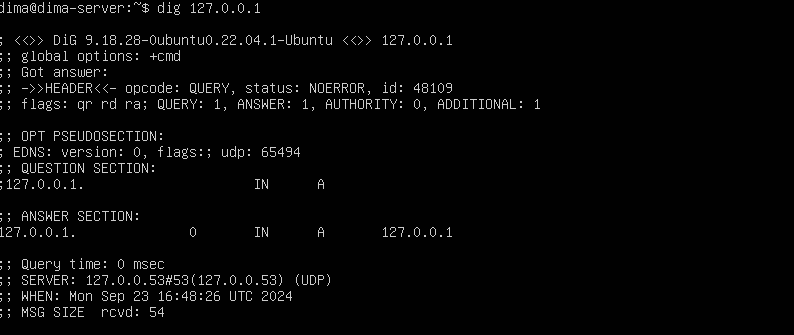 dima@dima-server:~$ dig 127.0.0.1
; <<>> DiG 9.18.28-0ubuntu0.22.04.1-Ubuntu <<>> 127.0.0.1
;; global options: +cmd
;; Got answer:
;; ->>HEADER<<- opcode: QUERY, status: NOERROR, id: 48109
;; flags: qr rd ra; QUERY: 1, ANSWER: 1, AUTHORITY: 0, ADDITIONAL: 1
;; OPT PSEUDOSECTION:
; EDNS: version: 0, flags:; udp: 65494
;; QUESTION SECTION:
;127.0.0.1. IN A
;; ANSWER SECTION:
127.0.0.1. 0 IN A 127.0.0.1
;; Query time: 0 msec
;; SERVER: 127.0.0.53#53(127.0.0.53) (UDP)
;; WHEN: Mon Sep 23 16:48:26 UTC 2024
;; MSG SIZE rcvd: 54